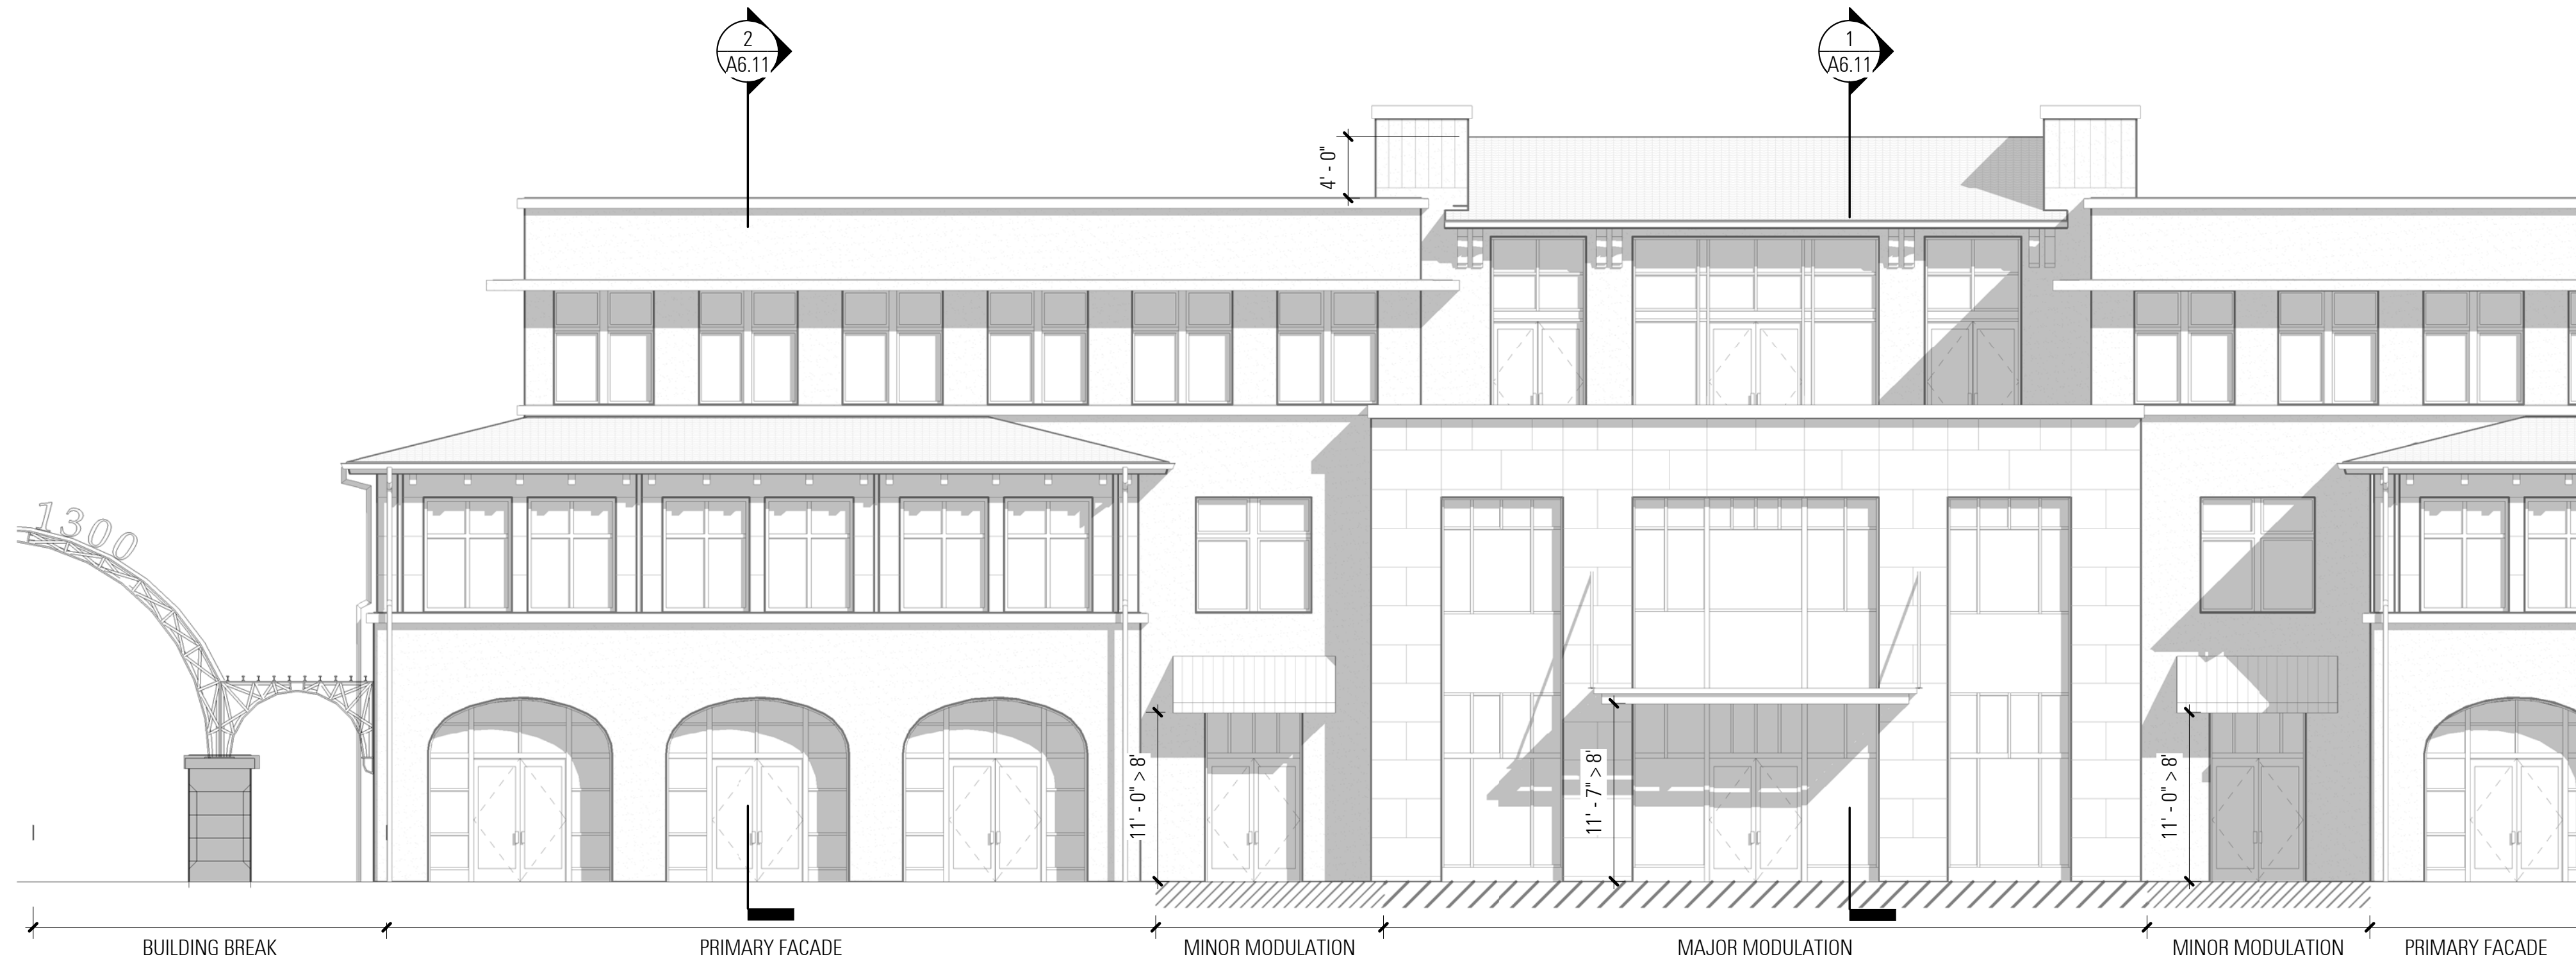 2
A6.11
1
A6.11
4' - 0"
1300
11' - 0" > 8'
11' - 7" > 8'
11' - 0" > 8'
BUILDING BREAK
PRIMARY FACADE
MINOR MODULATION
MAJOR MODULATION
MINOR MODULATION
PRIMARY FACADE